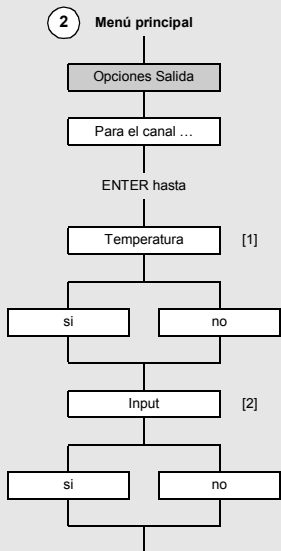 2 Menú principal
Opciones Salida
Para el canal …
ENTER hasta
Temperatura [1]
si no
Input [2]
si no